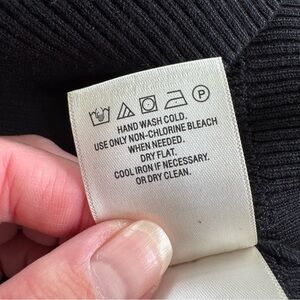 P
HAND WASH COLD.
USE ONLY NON-CHLORINE BLEACH
WHEN NEEDED.
DRY FLAT.
COOL IRON IF NECESSARY.
OR DRY CLEAN.